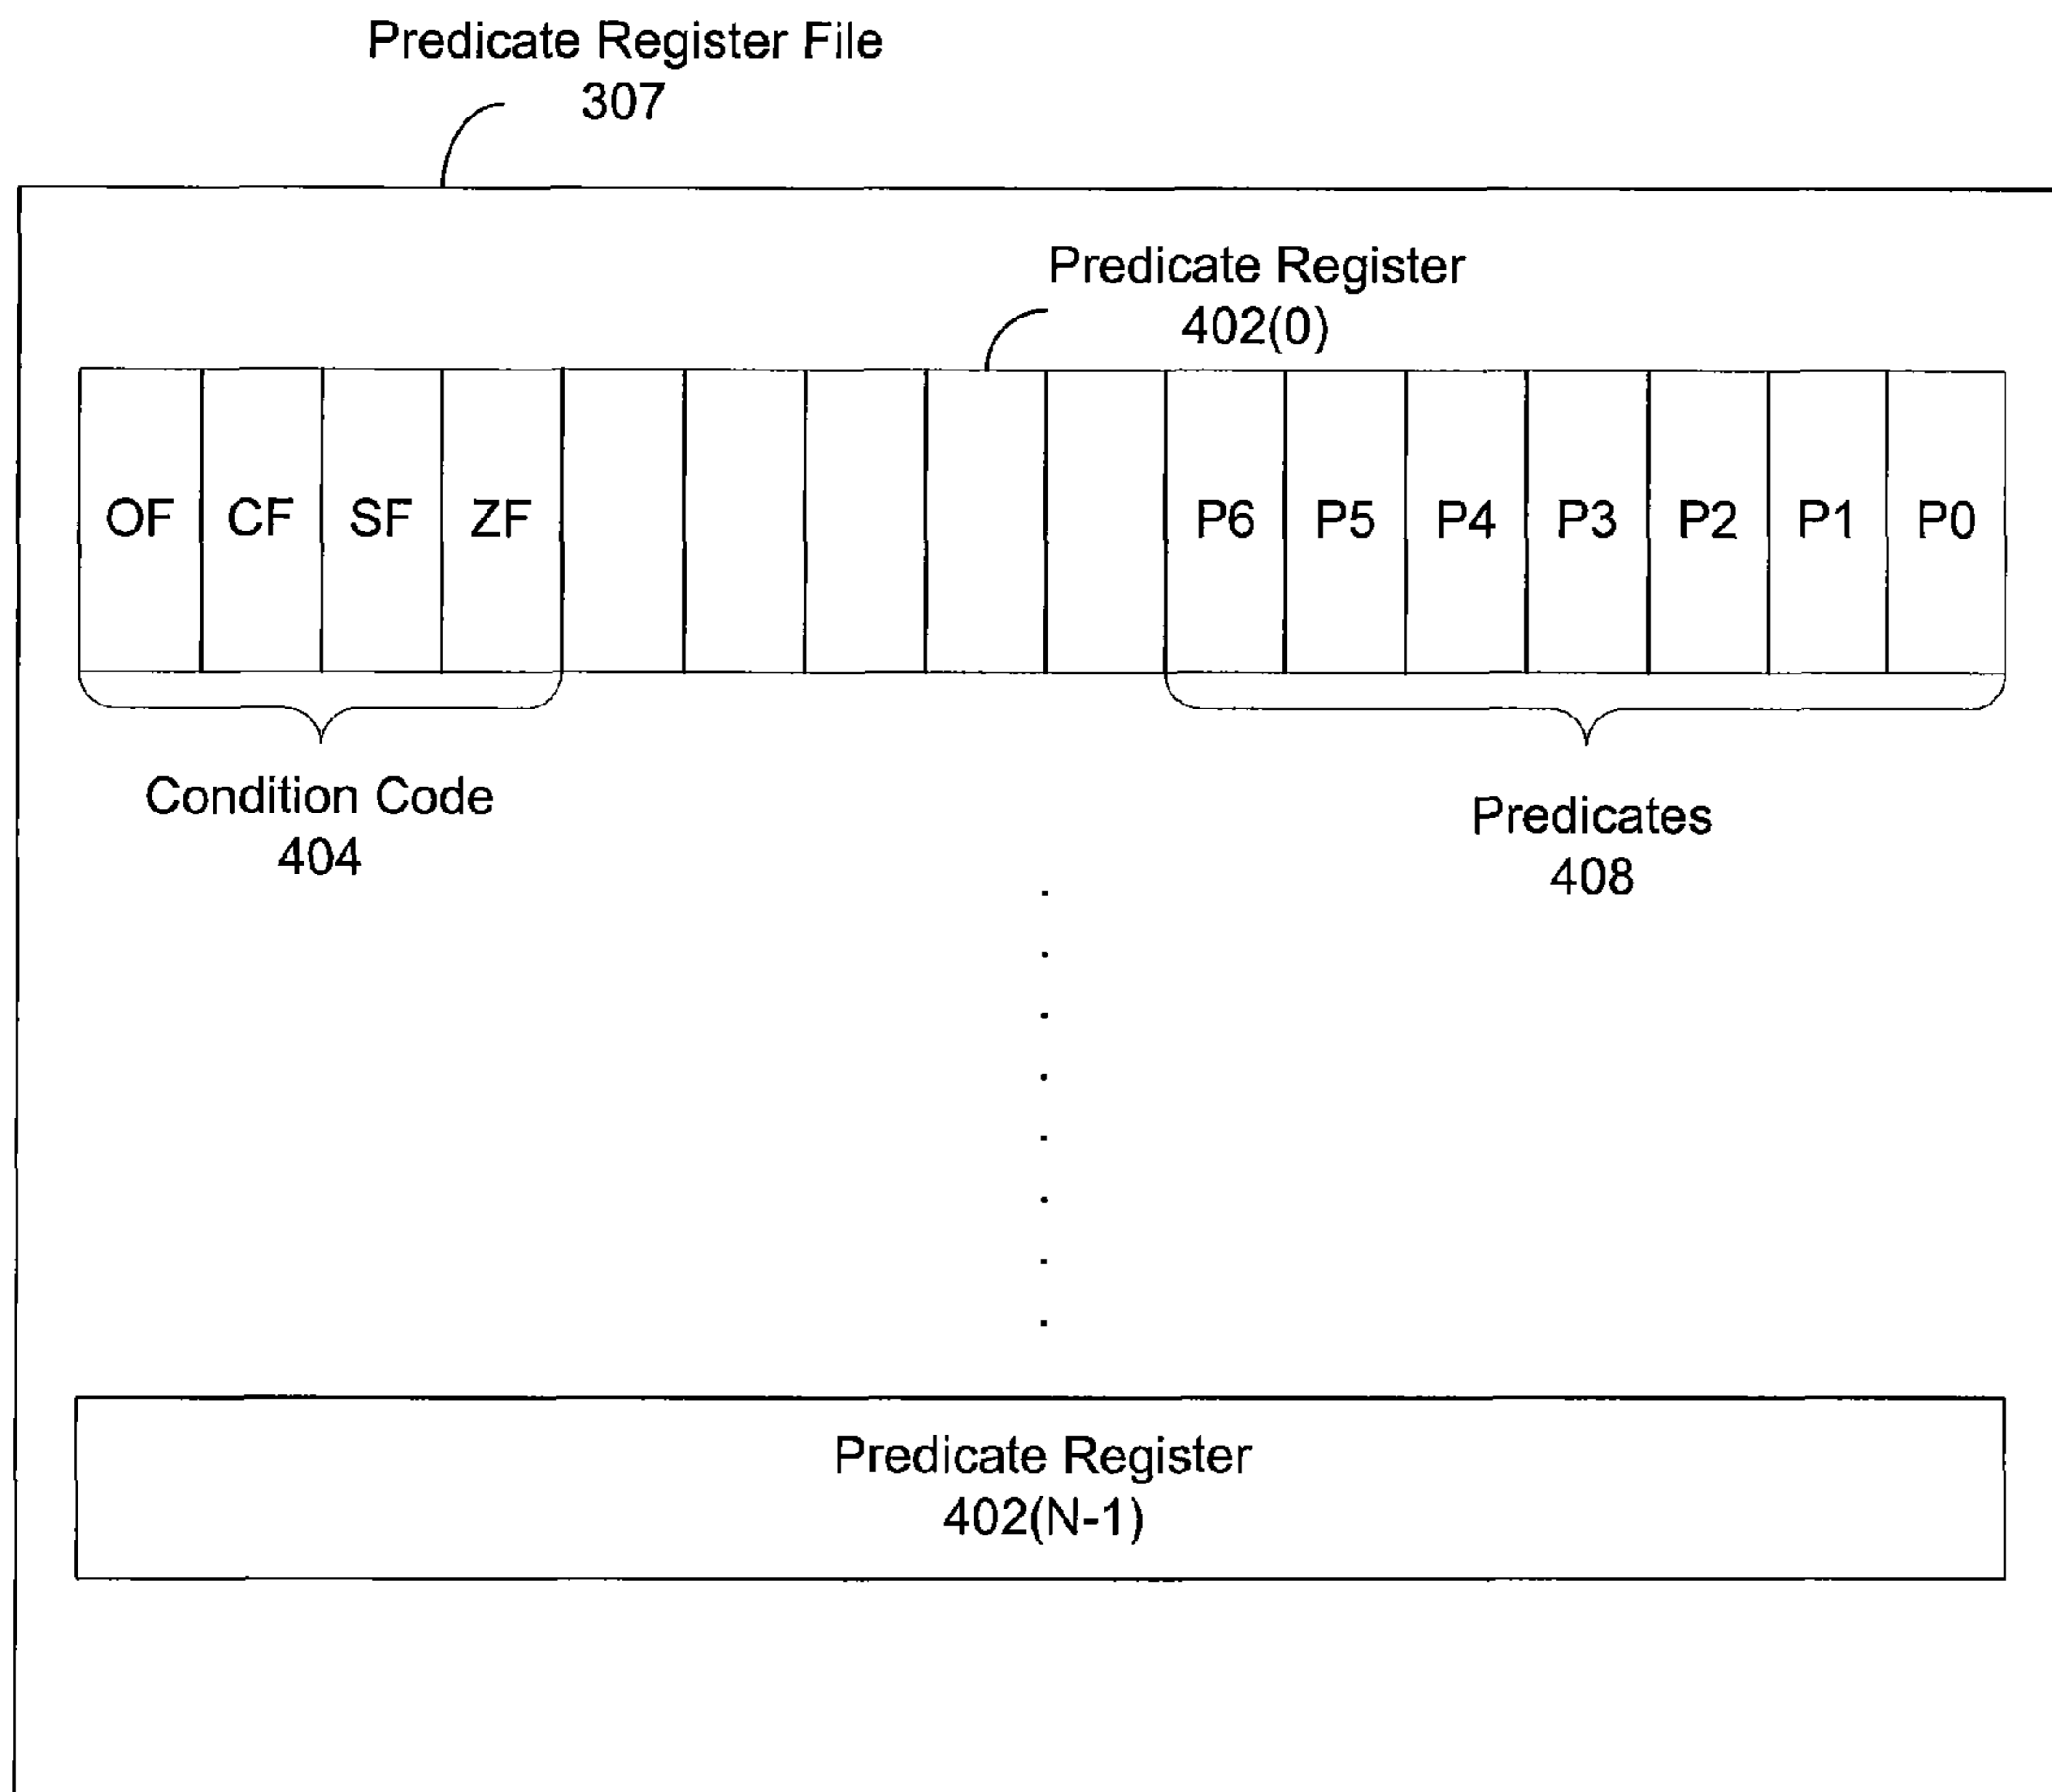 Predicate Register File
307
Predicate Register
402(0)
OF CF SF ZF P6 P5 P4 P3 P2 P1 P0
Condition Code
404
Predicates
408
Predicate Register
402(N-1)